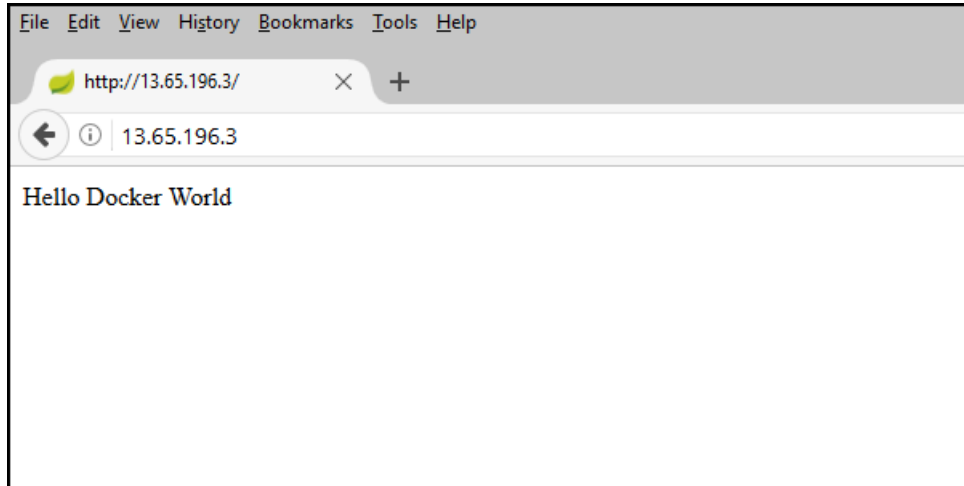 File Edit View History Bookmarks Tools Help
http://13.65.196.3/
13.65.196.3
Hello Docker World